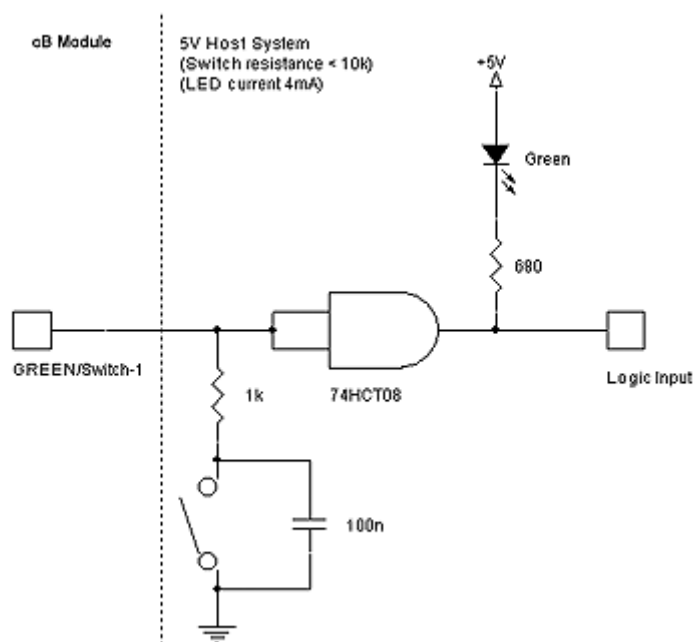 cB Module
5V Host System
(Switch resistance < 10k)
(LED current 4mA)
+5V
Green
680
GREEN/Switch-1
1k
74HCT08
Logic Input
100n